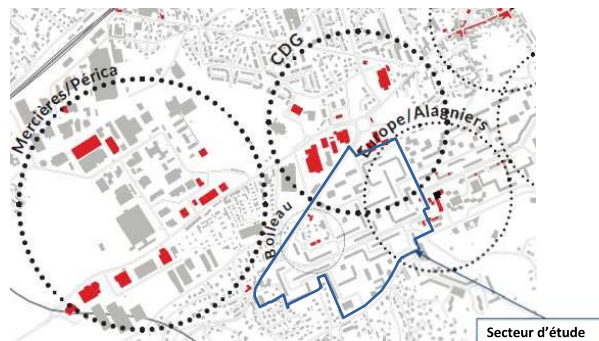 CDG
Mercières/Périca
Europe/Alagniers
Boileau
Secteur d'étude